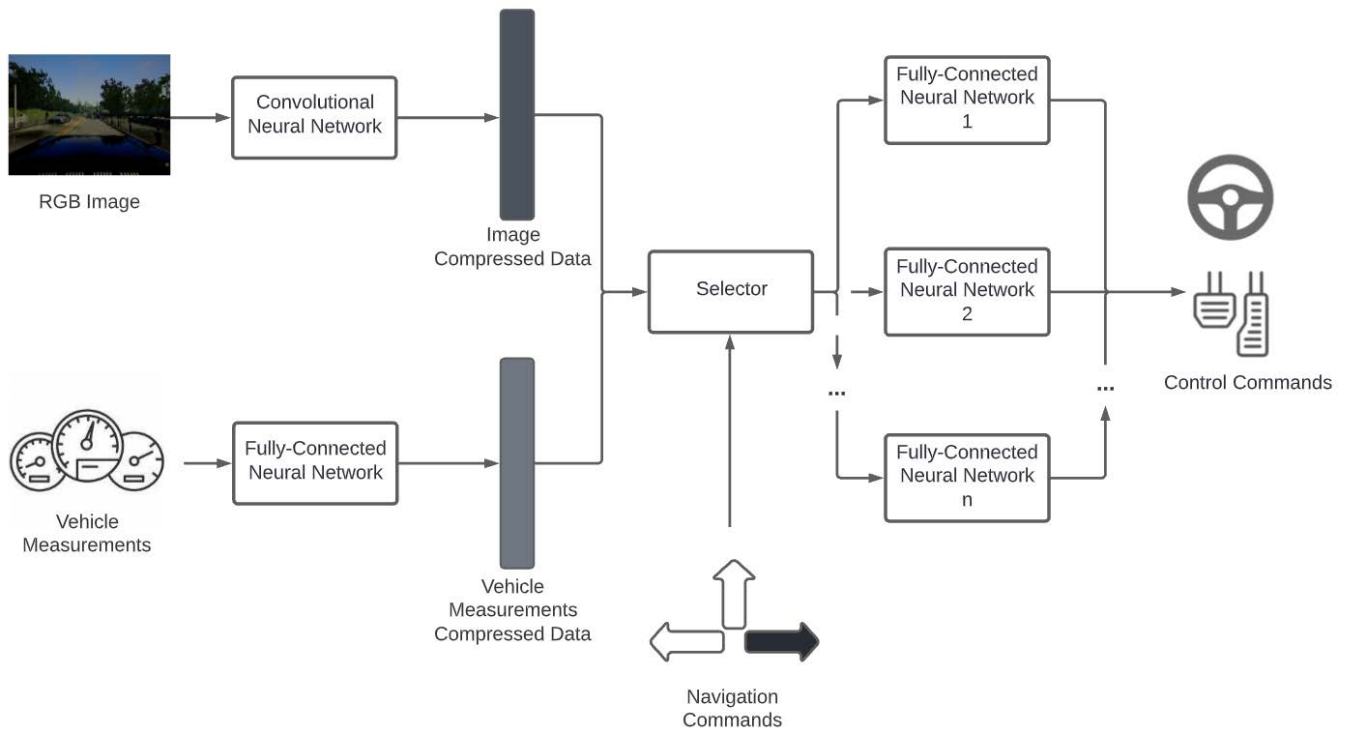 Convolutional
Neural Network
RGB Image
Image
Compressed Data
Fully-Connected
Neural Network
Vehicle
Measurements
Vehicle
Measurements
Compressed Data
Selector
Navigation
Commands
Fully-Connected
Neural Network
1
Fully-Connected
Neural Network
2
...
...
Fully-Connected
Neural Network
n
Control Commands